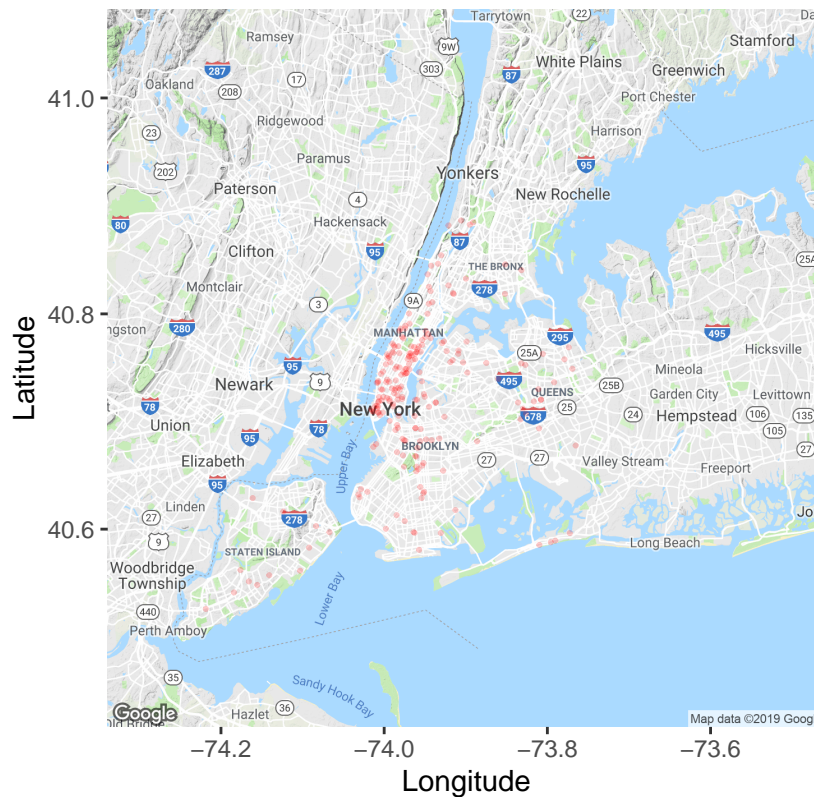 Tarrytown
22
Ramsey
9W
White Plains
Stamford
287
303
87
Greenwich
Oakland
17
41.0
208
Port Chester
23
Ridgewood
Harrison
202
Paramus
95
Yonkers
Paterson
4
New Rochelle
80
Hackensack
87
Clifton
95
25A
THE BRONX
Montclair
278
3
9A
40.8
280
MANHATTAN
295
495
25A
Hicksville
95
Mineola
Newark
9
495
QUEENS
25B
Garden City
Levittown
78
New York
678
25
24
Hempstead
106
135
Union
78
105
95
BROOKLYN
Elizabeth
27
27
Valley Stream
27
Freeport
95
Upper Bay
Linden
27
278
40.6
9
Long Beach
STATEN ISLAND
Woodbridge
Township
Lower Bay
440
Perth Amboy
35
Sandy Hook Bay
36
Google
Hazlet
Map data ©2019 Googl
−74.2
−74.0
−73.8
−73.6
Longitude
Latitude